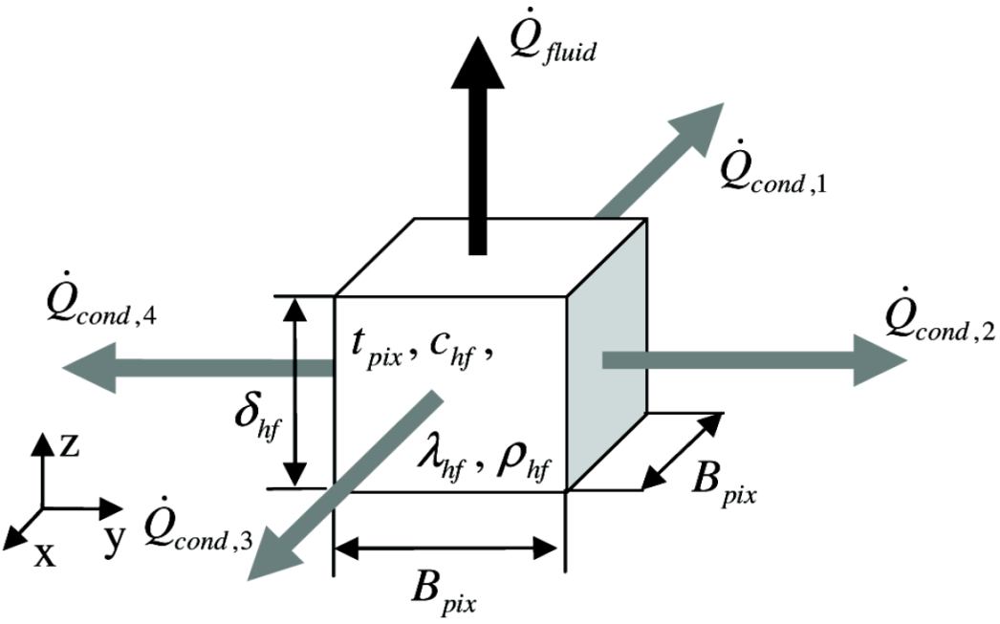 Q̇fluid
Q̇cond,1
Q̇cond,4
Q̇cond,2
tpix, chf,
δhf
λhf, ρhf
z
Bpix
Q̇cond,3
y
x
Bpix